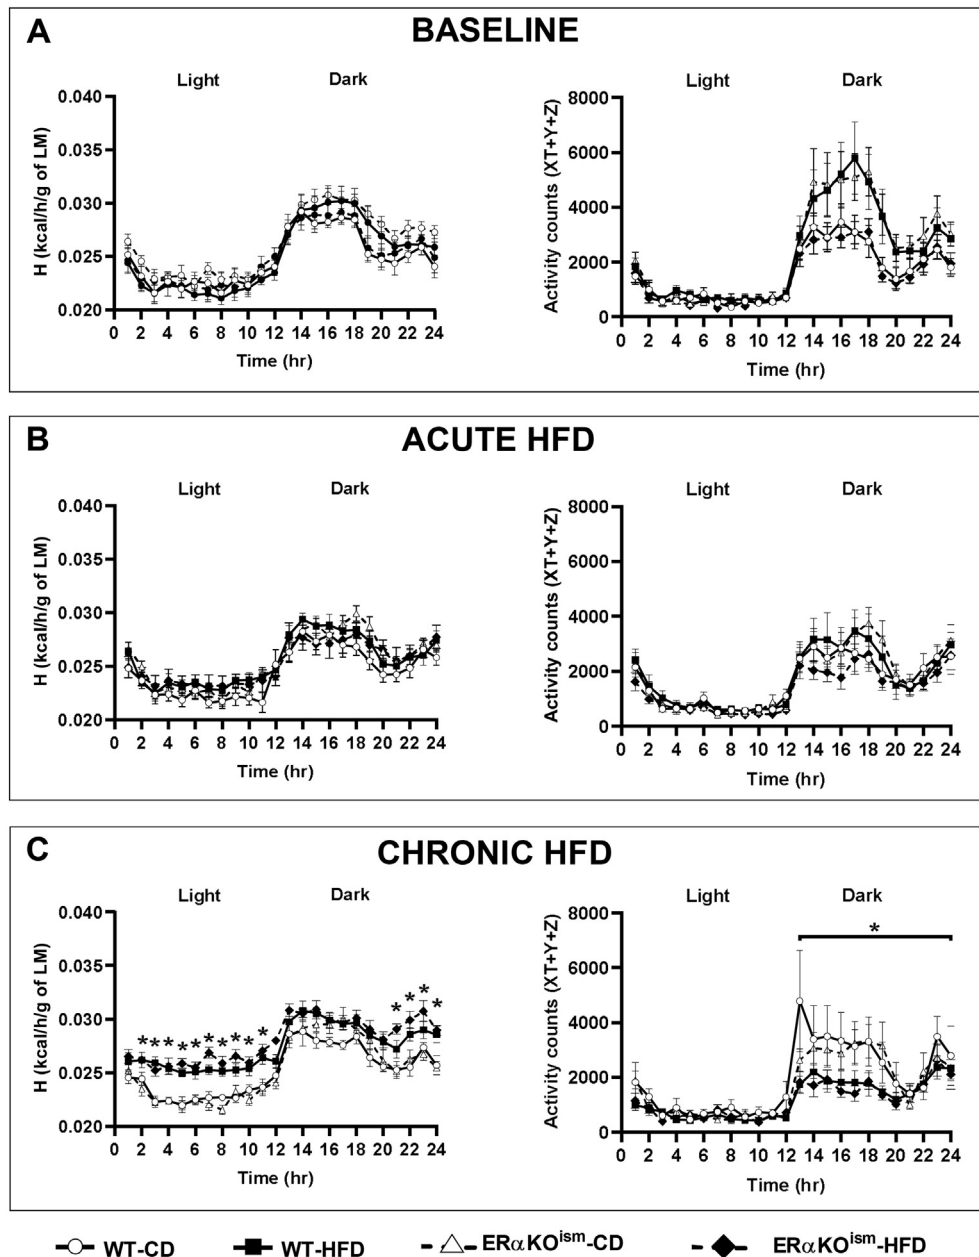 A
BASELINE
Light
Dark
H (kcal/h/g of LM)
0.040
0.035
0.030
0.025
0.020
0 2 4 6 8 10 12 14 16 18 20 22 24
Time (hr)
Light
Dark
Activity counts (XT+Y+Z)
8000
6000
4000
2000
0
0 2 4 6 8 10 12 14 16 18 20 22 24
Time (hr)
B
ACUTE HFD
Light
Dark
H (kcal/h/g of LM)
0.040
0.035
0.030
0.025
0.020
0 2 4 6 8 10 12 14 16 18 20 22 24
Time (hr)
Light
Dark
Activity counts (XT+Y+Z)
8000
6000
4000
2000
0
0 2 4 6 8 10 12 14 16 18 20 22 24
Time (hr)
C
CHRONIC HFD
Light
Dark
H (kcal/h/g of LM)
0.040
0.035
0.030
0.025
0.020
* * * * * * * * * * * * * *
0 2 4 6 8 10 12 14 16 18 20 22 24
Time (hr)
Light
Dark
*
Activity counts (XT+Y+Z)
8000
6000
4000
2000
0
0 2 4 6 8 10 12 14 16 18 20 22 24
Time (hr)
WT-CD WT-HFD ERαKOism-CD ERαKOism-HFD